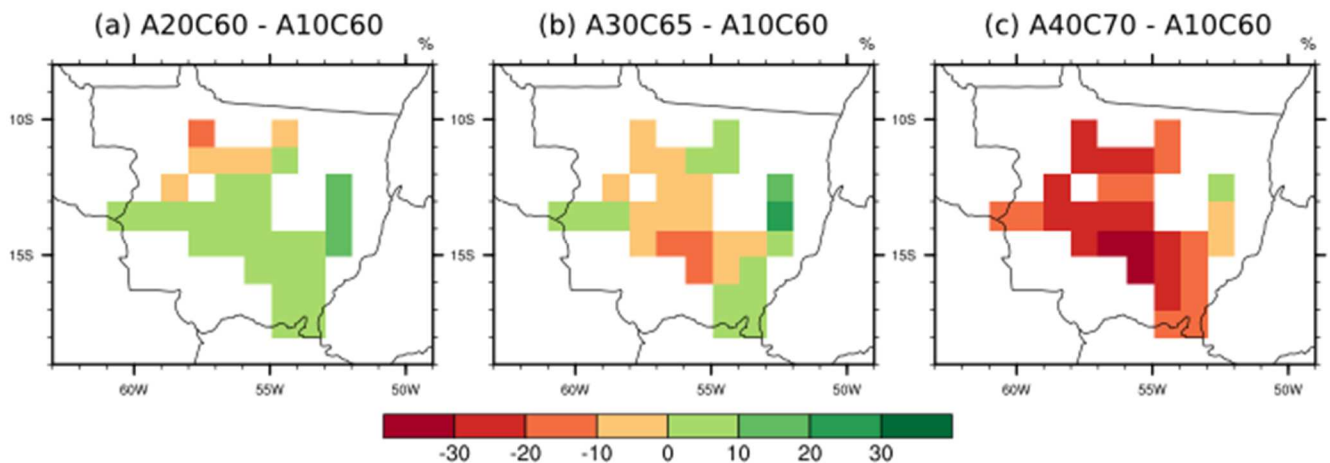 (a) A20C60 - A10C60 (b) A30C65 - A10C60 (c) A40C70 - A10C60
% % %
10S 10S 10S
15S 15S 15S
60W 55W 50W 60W 55W 50W 60W 55W 50W
-30 -20 -10 0 10 20 30